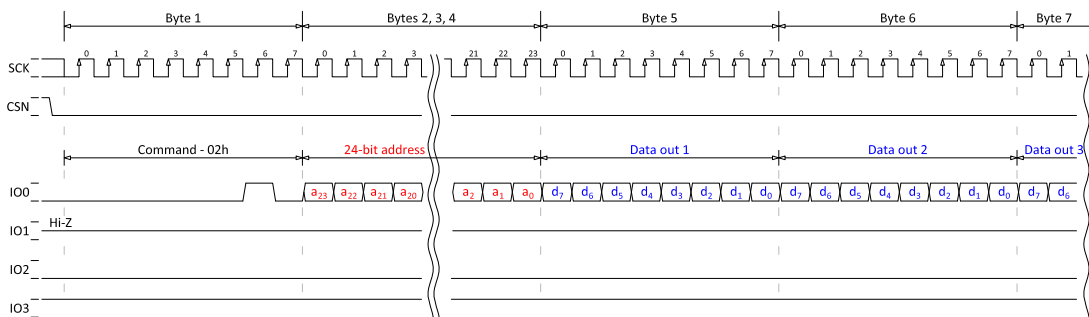 Byte 1 Bytes 2, 3, 4 Byte 5 Byte 6 Byte 7
SCK 0 1 2 3 4 5 6 7 0 1 2 3 21 22 23 0 1 2 3 4 5 6 7 0 1 2 3 4 5 6 7 0 1
CSN
Command - 02h 24-bit address Data out 1 Data out 2 Data out 3
IO0 a23 a22 a21 a20 a2 a1 a0 d7 d6 d5 d4 d3 d2 d1 d0 d7 d6 d5 d4 d3 d2 d1 d0 d7 d6
Hi-Z
IO1
IO2
IO3